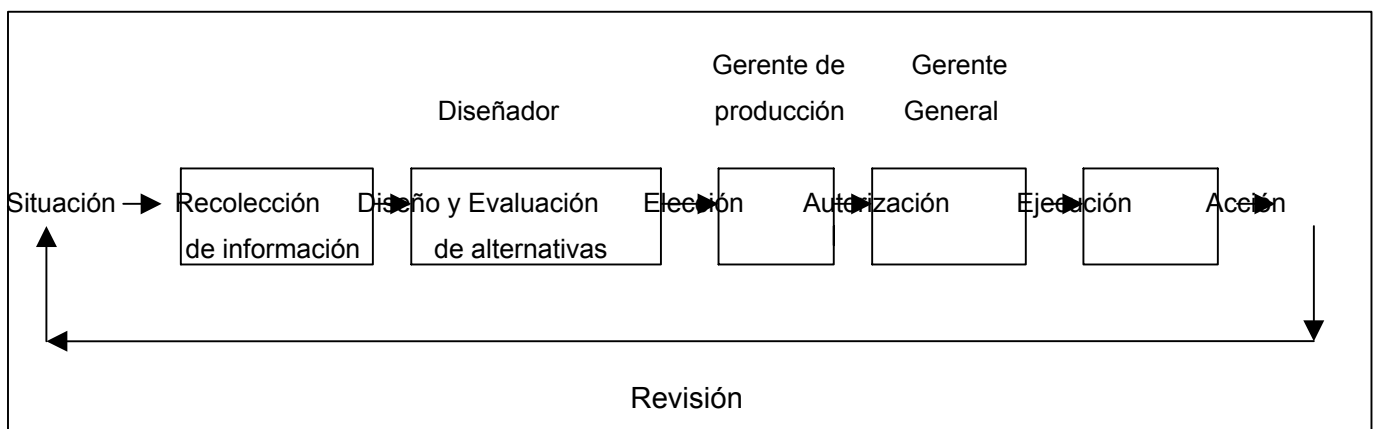 Gerente de Gerente
Diseñador producción General
Situación Recolección Diseño y Evaluación Elección Autorización Ejecución Acción
de información de alternativas
Revisión